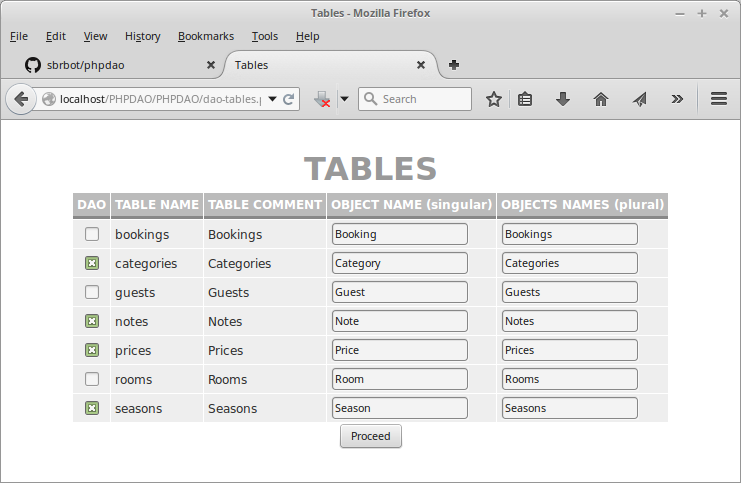 Tables - Mozilla Firefox
File Edit View History Bookmarks Tools Help
sbrbot/phpdao Tables
localhost/PHPDAO/PHPDAO/dao-tables.p Search
TABLES
DAO TABLE NAME TABLE COMMENT OBJECT NAME (singular) OBJECTS NAMES (plural)
bookings Bookings Booking Bookings
categories Categories Category Categories
guests Guests Guest Guests
notes Notes Note Notes
prices Prices Price Prices
rooms Rooms Room Rooms
seasons Seasons Season Seasons
Proceed